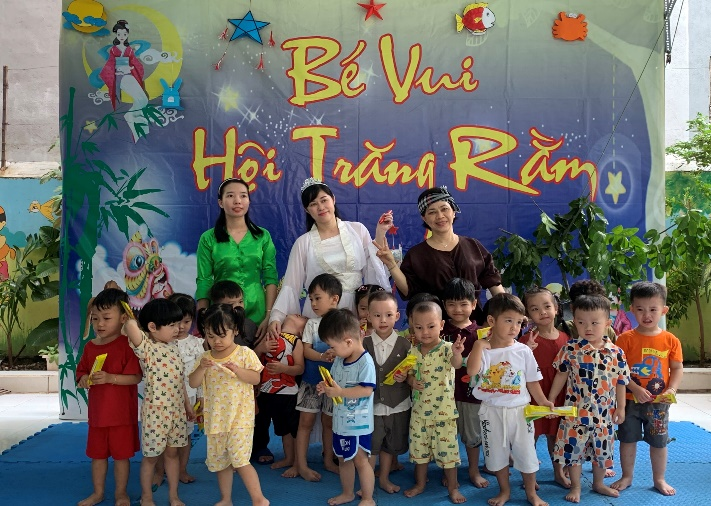 Bé Vui
Hội Trăng Rằm